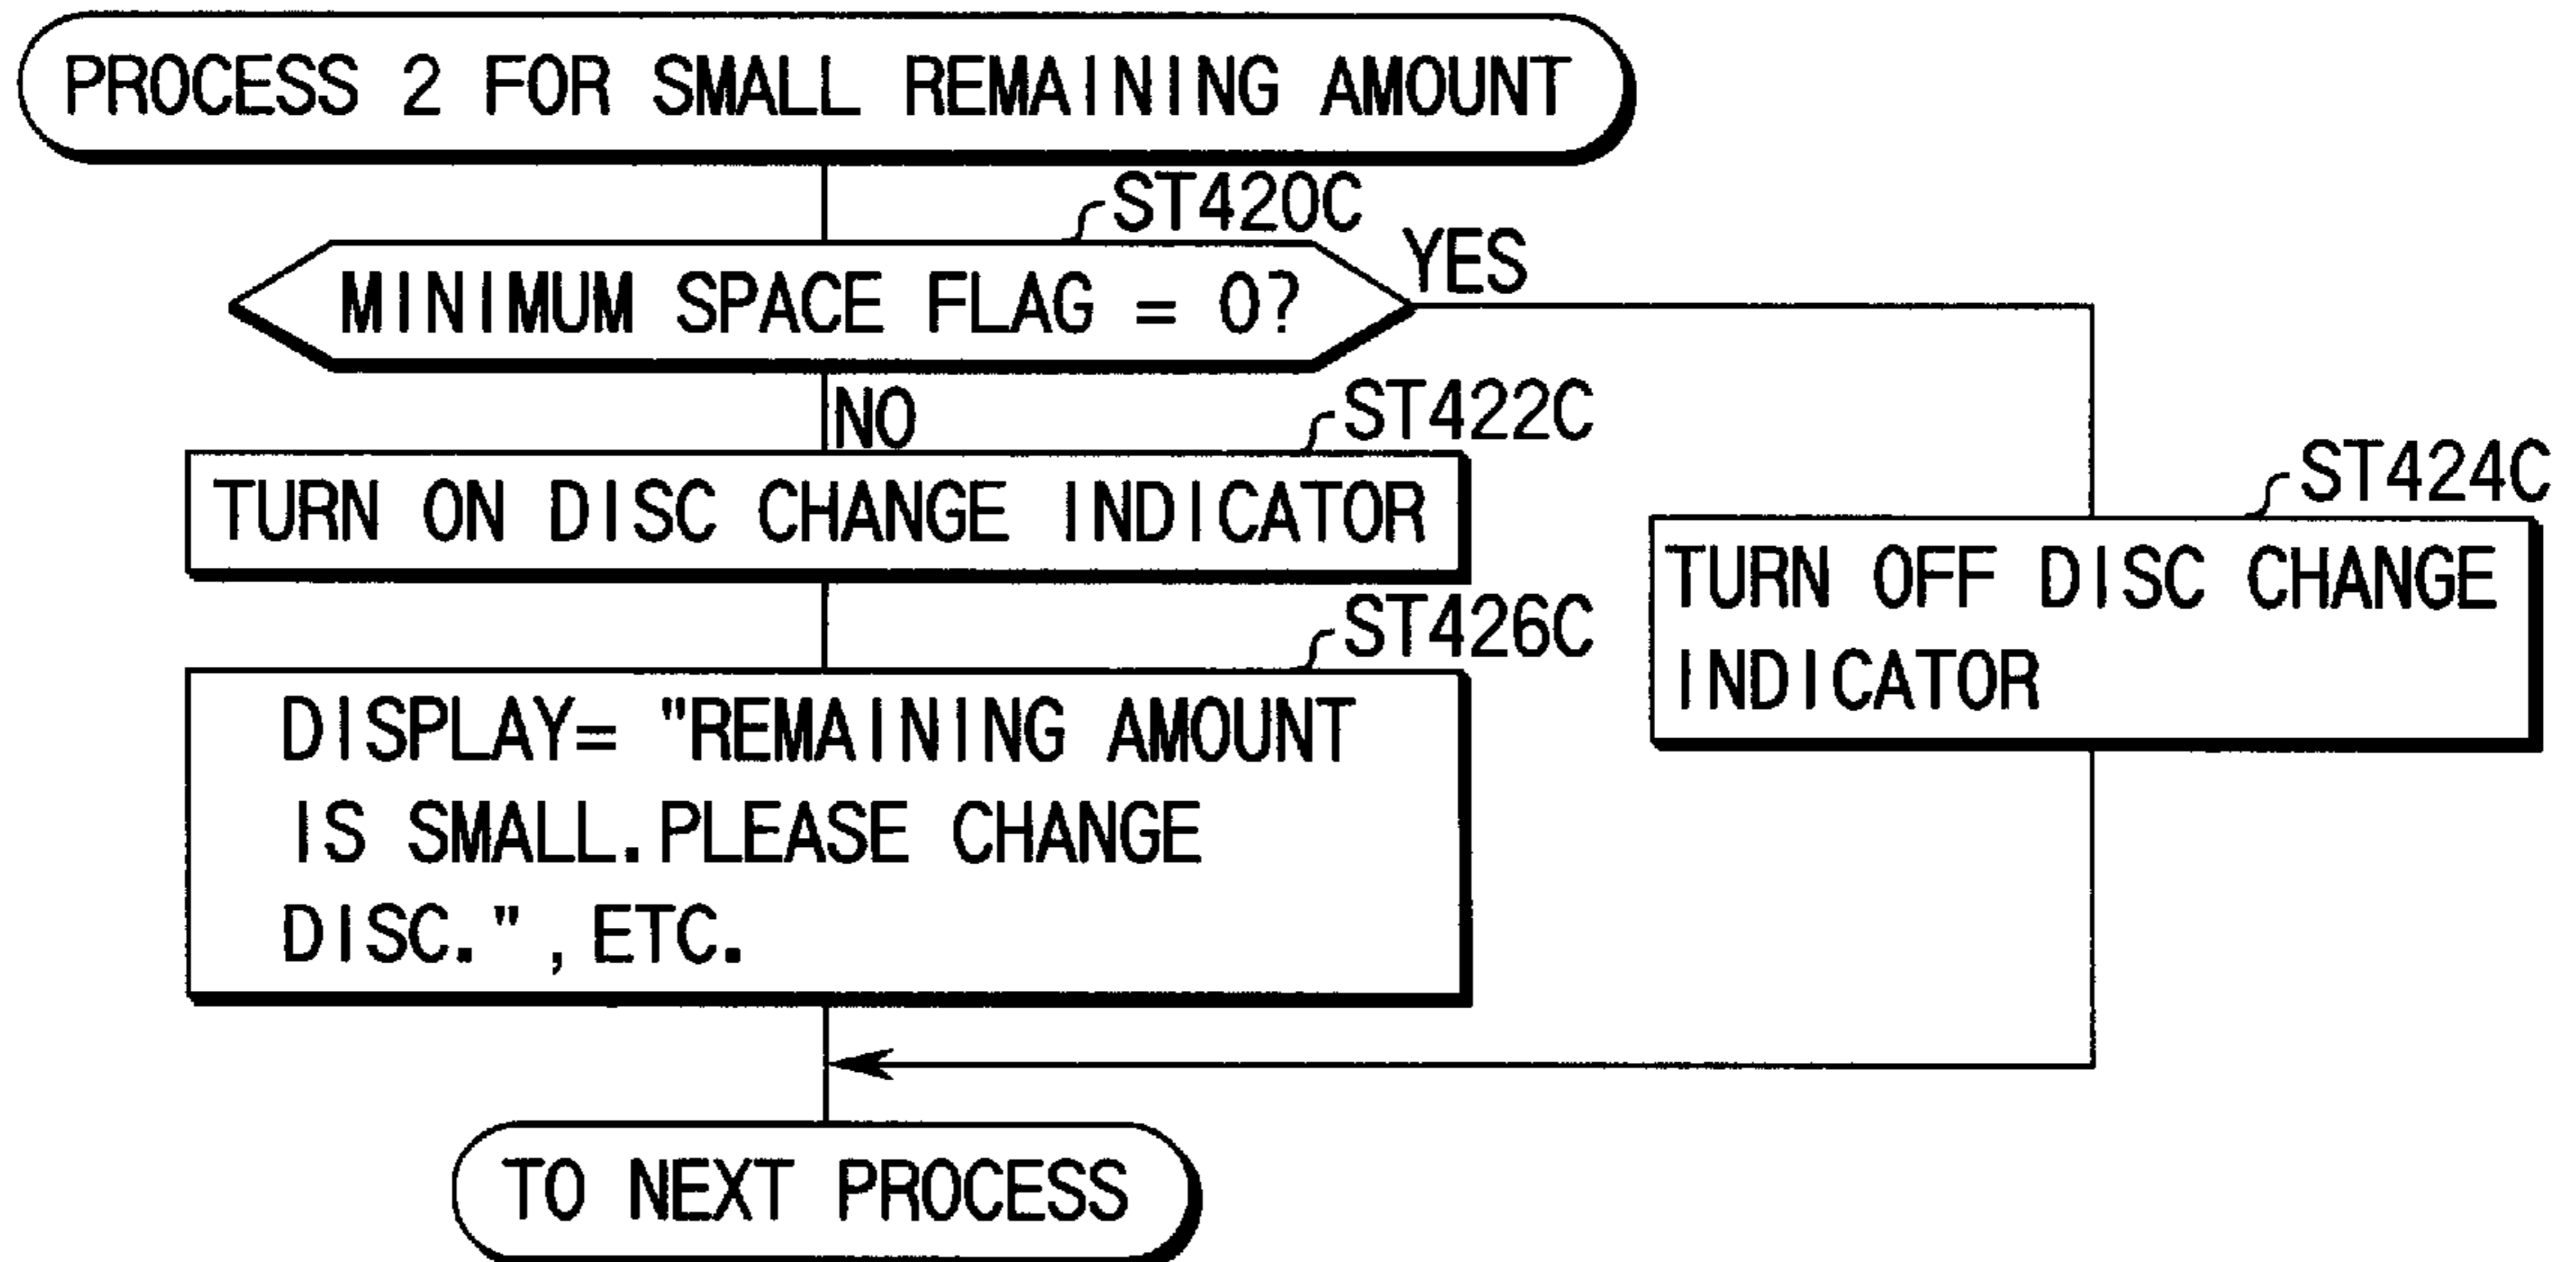 PROCESS 2 FOR SMALL REMAINING AMOUNT
ST420C
MINIMUM SPACE FLAG = 0?
YES
NO
ST422C
TURN ON DISC CHANGE INDICATOR
ST424C
TURN OFF DISC CHANGE
INDICATOR
ST426C
DISPLAY= "REMAINING AMOUNT
IS SMALL.PLEASE CHANGE
DISC.",ETC.
TO NEXT PROCESS